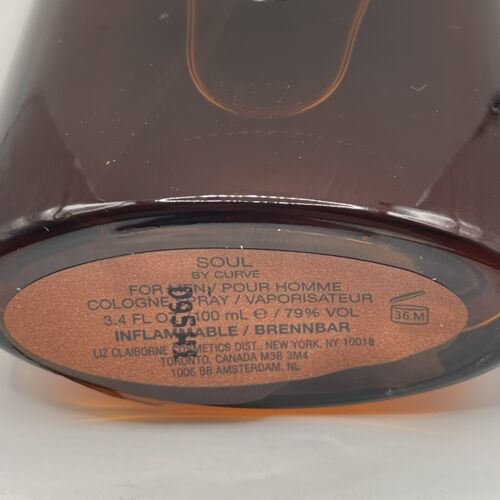 SOUL
BY CURVE
FOR MEN / POUR HOMME
COLOGNE SPRAY / VAPORISATEUR
3.4 FL OZ 100 mL e / 79% VOL
INFLAMMABLE / BRENNBAR
LIZ CLAIBORNE COSMETICS DIST. NEW YORK, NY 19018
TORONTO, CANADA M3B 3M4
1006 BB AMSTERDAM, NL
36 M